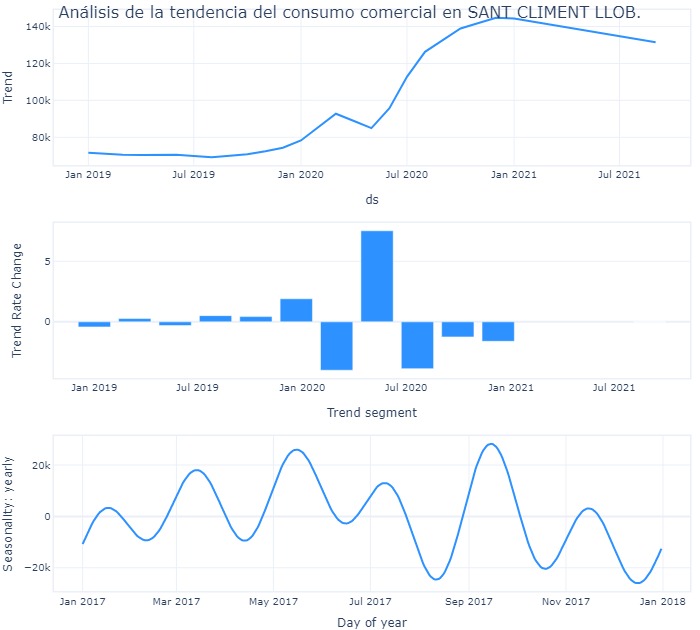 Análisis de la tendencia del consumo comercial en SANT CLIMENT LLOB.
140k
120k
100k
80k
Trend
Jan 2019
Jul 2019
Jan 2020
Jul 2020
Jan 2021
Jul 2021
ds
5
0
Trend Rate Change
Jan 2019
Jul 2019
Jan 2020
Jul 2020
Jan 2021
Jul 2021
Trend segment
20k
0
−20k
Seasonality: yearly
Jan 2017
Mar 2017
May 2017
Jul 2017
Sep 2017
Nov 2017
Jan 2018
Day of year